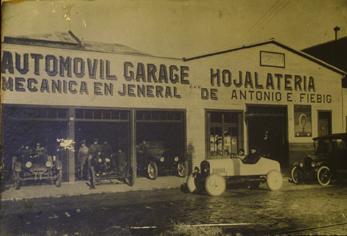 AUTOMOVIL GARAGE HOJALATERIA
MECANICA EN JENERAL DE ANTONIO E. FIEBIG